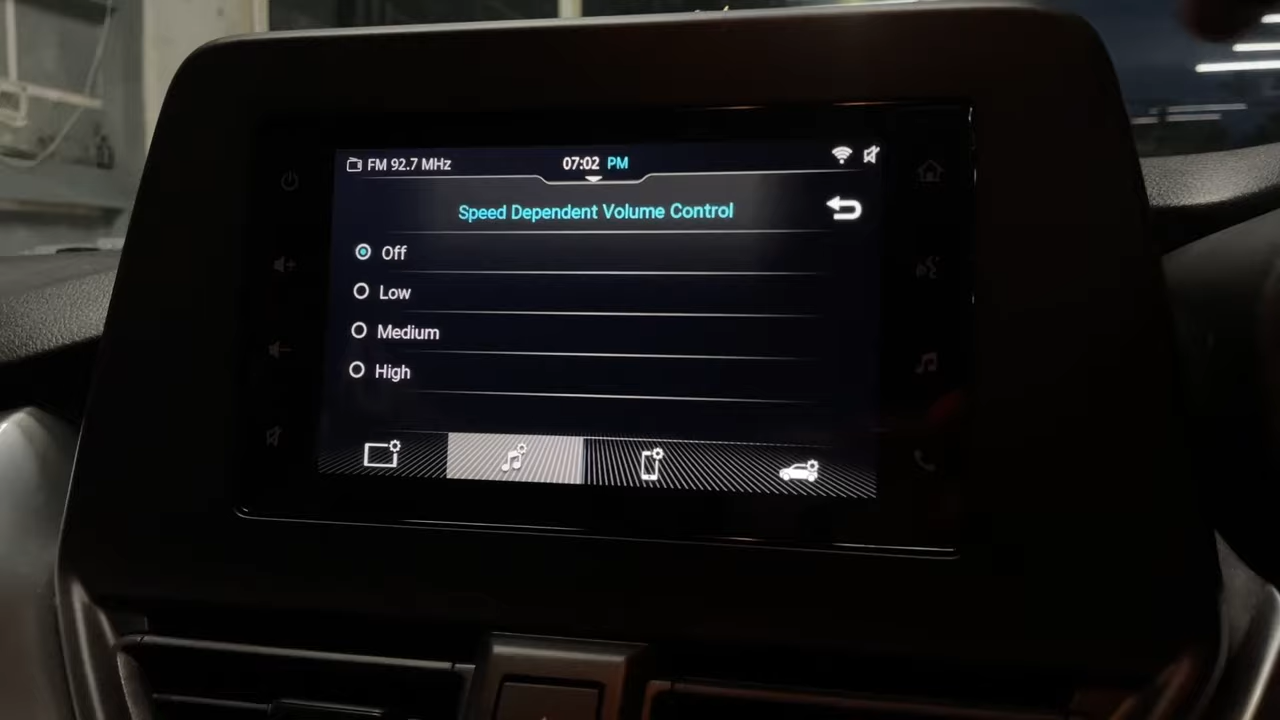 FM 92.7 MHz
07:02 PM
Speed Dependent Volume Control
Off
Low
Medium
High